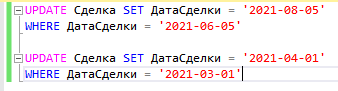 UPDATE Сделка SET ДатаСделки = '2021-08-05'
WHERE ДатаСделки = '2021-06-05'
UPDATE Сделка SET ДатаСделки = '2021-04-01'
WHERE ДатаСделки = '2021-03-01'